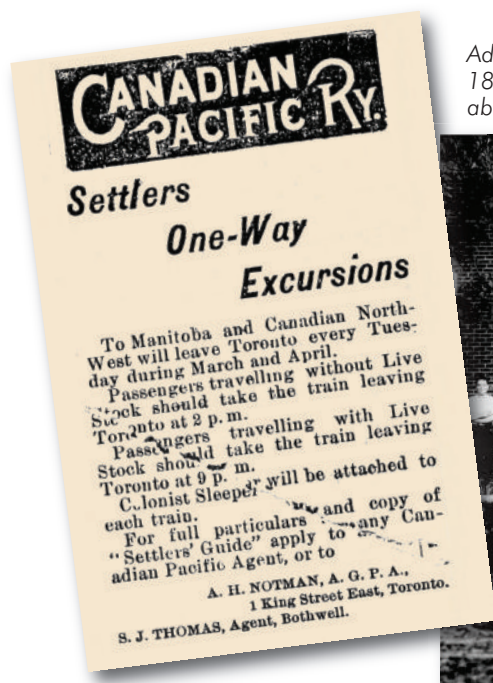 CANADIAN
PACIFIC RY.
Settlers
One-Way
Excursions
To Manitoba and Canadian North-
West will leave Toronto every Tues-
day during March and April.
Passengers travelling without Live
Stock should take the train leaving
Toronto at 2 p. m.
Passengers travelling with Live
Stock should take the train leaving
Toronto at 9 p. m.
Colonist Sleeper will be attached to
each train.
For full particulars and copy of
"Settlers' Guide" apply to any Can-
adian Pacific Agent, or to
A. H. NOTMAN, A. G. P. A.,
1 King Street East, Toronto.
S. J. THOMAS, Agent, Bothwell.
Ad
18
ab